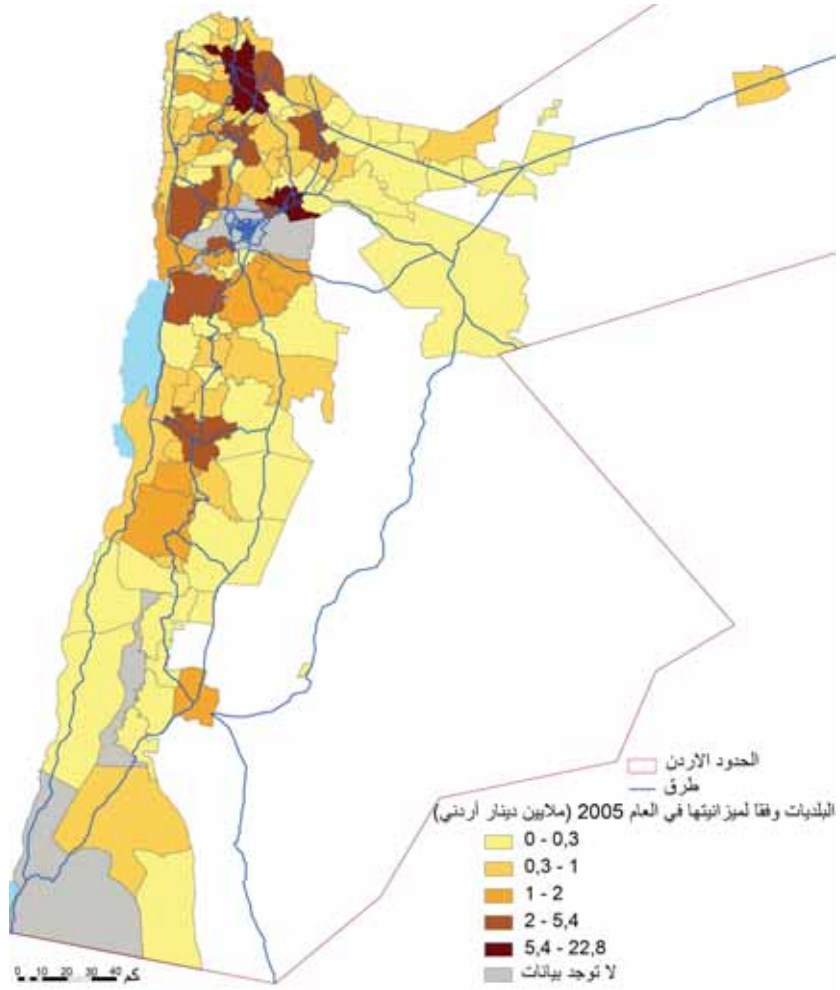 الحدود الاردن
طرق
البلديات وفقا لميزانيتها في العام 2005 (ملايين دينار أردني)
0 - 0,3
0,3 - 1
1 - 2
2 - 5,4
5,4 - 22,8
لا توجد بيانات
0 10 20 30 40 كم